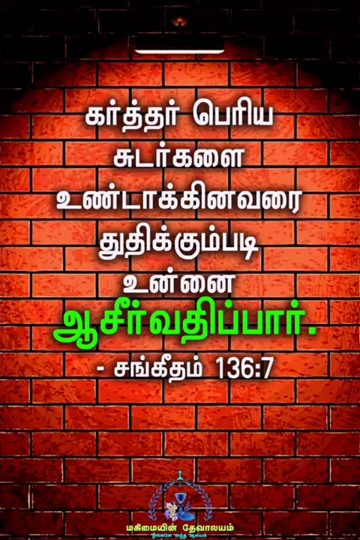 கர்த்தர் பெரிய
சுடர்களை
உண்டாக்கினவரை
துதிக்கும்படி
உன்னை
ஆசீர்வதிப்பார்.
- சங்கீதம் 136:7
மகிமையின் தேவாலயம்